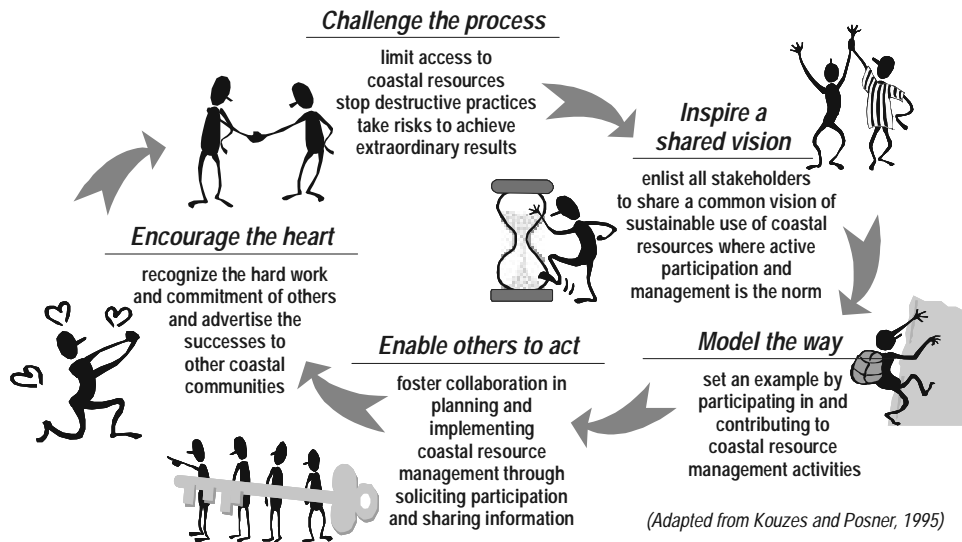 Challenge the process
limit access to
coastal resources
stop destructive practices
take risks to achieve
extraordinary results
Inspire a
shared vision
enlist all stakeholders
to share a common vision of
sustainable use of coastal
resources where active
participation and
management is the norm
Model the way
set an example by
participating in and
contributing to
coastal resource
management activities
Enable others to act
foster collaboration in
planning and
implementing
coastal resource
management through
soliciting participation
and sharing information
Encourage the heart
recognize the hard work
and commitment of others
and advertise the
successes to
other coastal
communities
(Adapted from Kouzes and Posner, 1995)